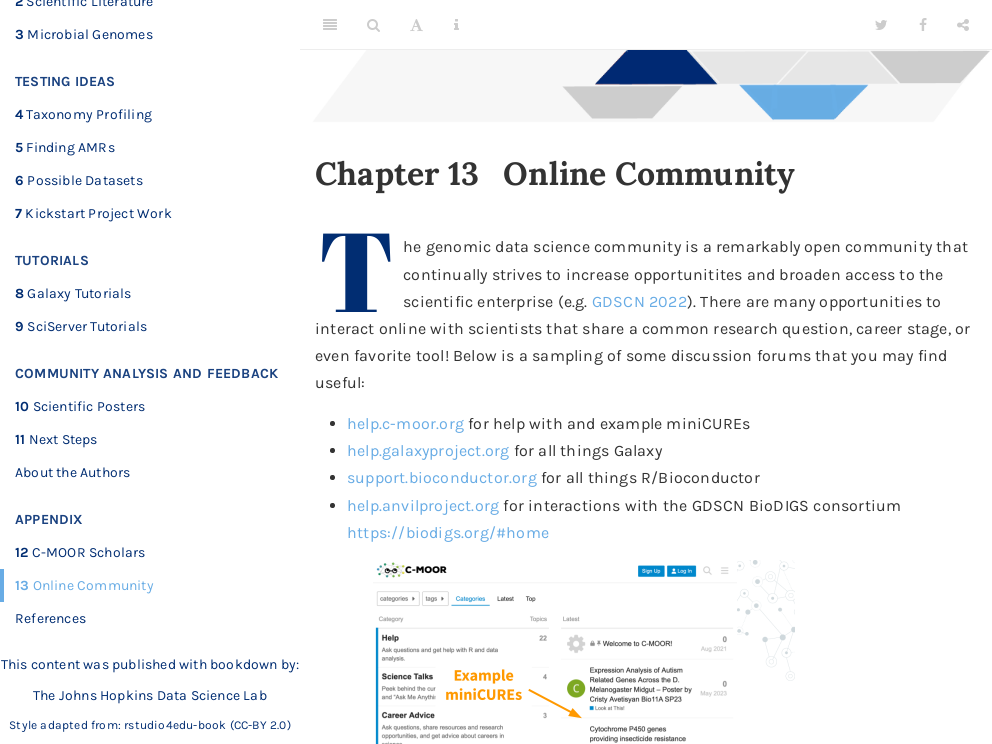 2 Scientific Literature
3 Microbial Genomes
TESTING IDEAS
4 Taxonomy Profiling
5 Finding AMRs
6 Possible Datasets
7 Kickstart Project Work
TUTORIALS
8 Galaxy Tutorials
9 SciServer Tutorials
COMMUNITY ANALYSIS AND FEEDBACK
10 Scientific Posters
11 Next Steps
About the Authors
APPENDIX
12 C-MOOR Scholars
13 Online Community
References
This content was published with bookdown by:
The Johns Hopkins Data Science Lab
Style adapted from: rstudio4edu-book (CC-BY 2.0)
A
Chapter 13 Online Community
The genomic data science community is a remarkably open community that
continually strives to increase opportunitites and broaden access to the
scientific enterprise (e.g. GDSCN 2022). There are many opportunities to
interact online with scientists that share a common research question, career stage, or
even favorite tool! Below is a sampling of some discussion forums that you may find
useful:
help.c-moor.org for help with and example miniCUREs
help.galaxyproject.org for all things Galaxy
support.bioconductor.org for all things R/Bioconductor
help.anvilproject.org for interactions with the GDSCN BioDIGS consortium
https://biodigs.org/#home
C-MOOR
Sign Up Log In
categories tags Categories Latest Top
Category Topics Latest
Help 22
Ask questions and get help with R and data
analysis.
Science Talks 4
Peek behind the cur
and "Ask Me Anythi
Career Advice 3
Ask questions, share resources and research
opportunities, and get advice about careers in
Example
miniCUREs
Welcome to C-MOOR! 0
Aug 2021
C
Expression Analysis of Autism
Related Genes Across the D.
Melanogaster Midgut – Poster by
Cristy Avetisyan Bio11A SP23
Look at This!
0
May 2023
Cytochrome P450 genes
providing insecticide resistance